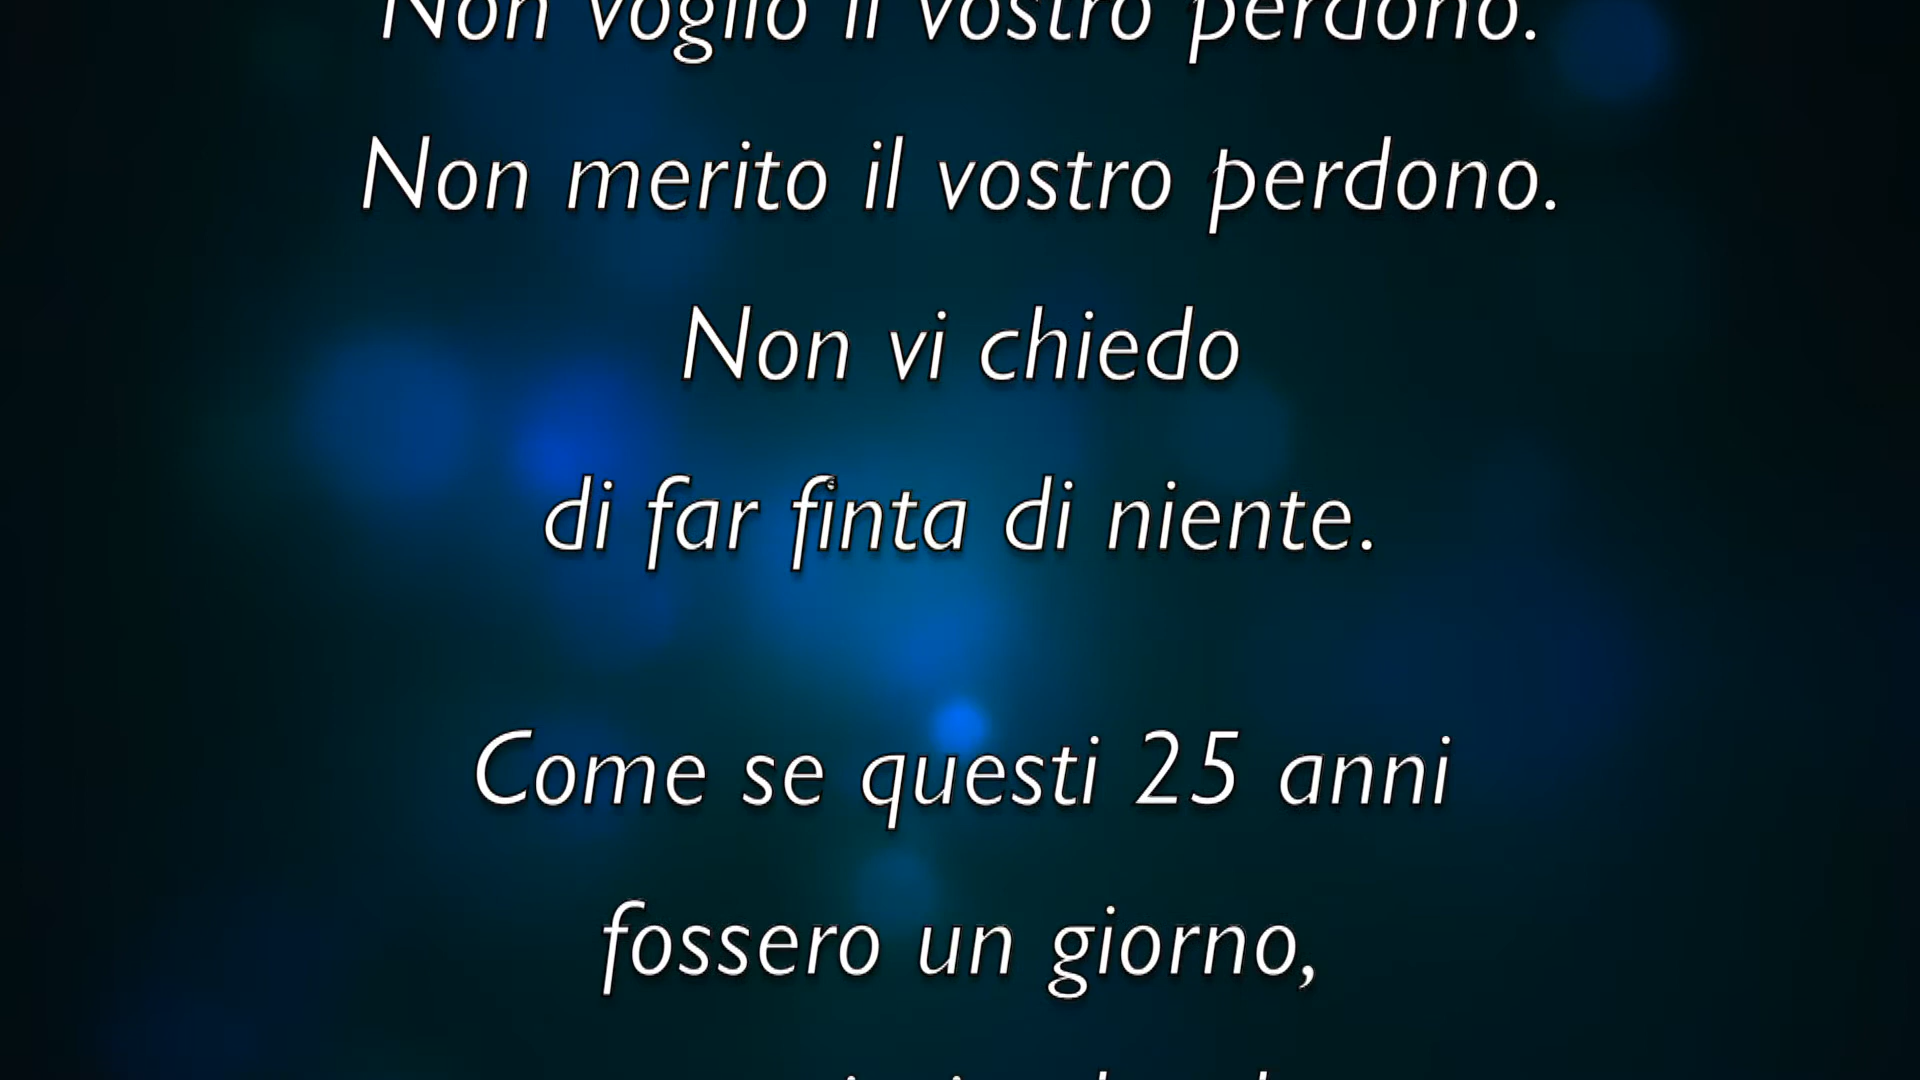 Non voglio il vostro perdono.
Non merito il vostro perdono.
Non vi chiedo
di far finta di niente.
Come se questi 25 anni
fossero un giorno,